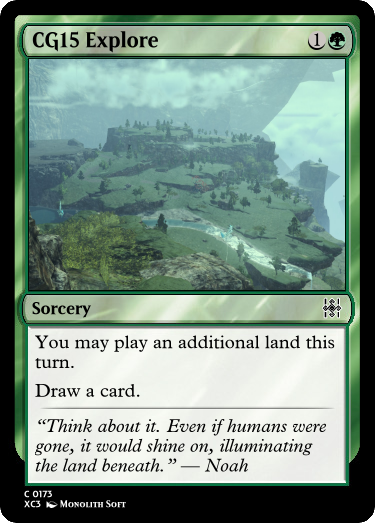 CG15 Explore 1
Sorcery
You may play an additional land this
turn.
Draw a card.
“Think about it. Even if humans were
gone, it would shine on, illuminating
the land beneath.” — Noah
C 0173
XC3 Monolith Soft